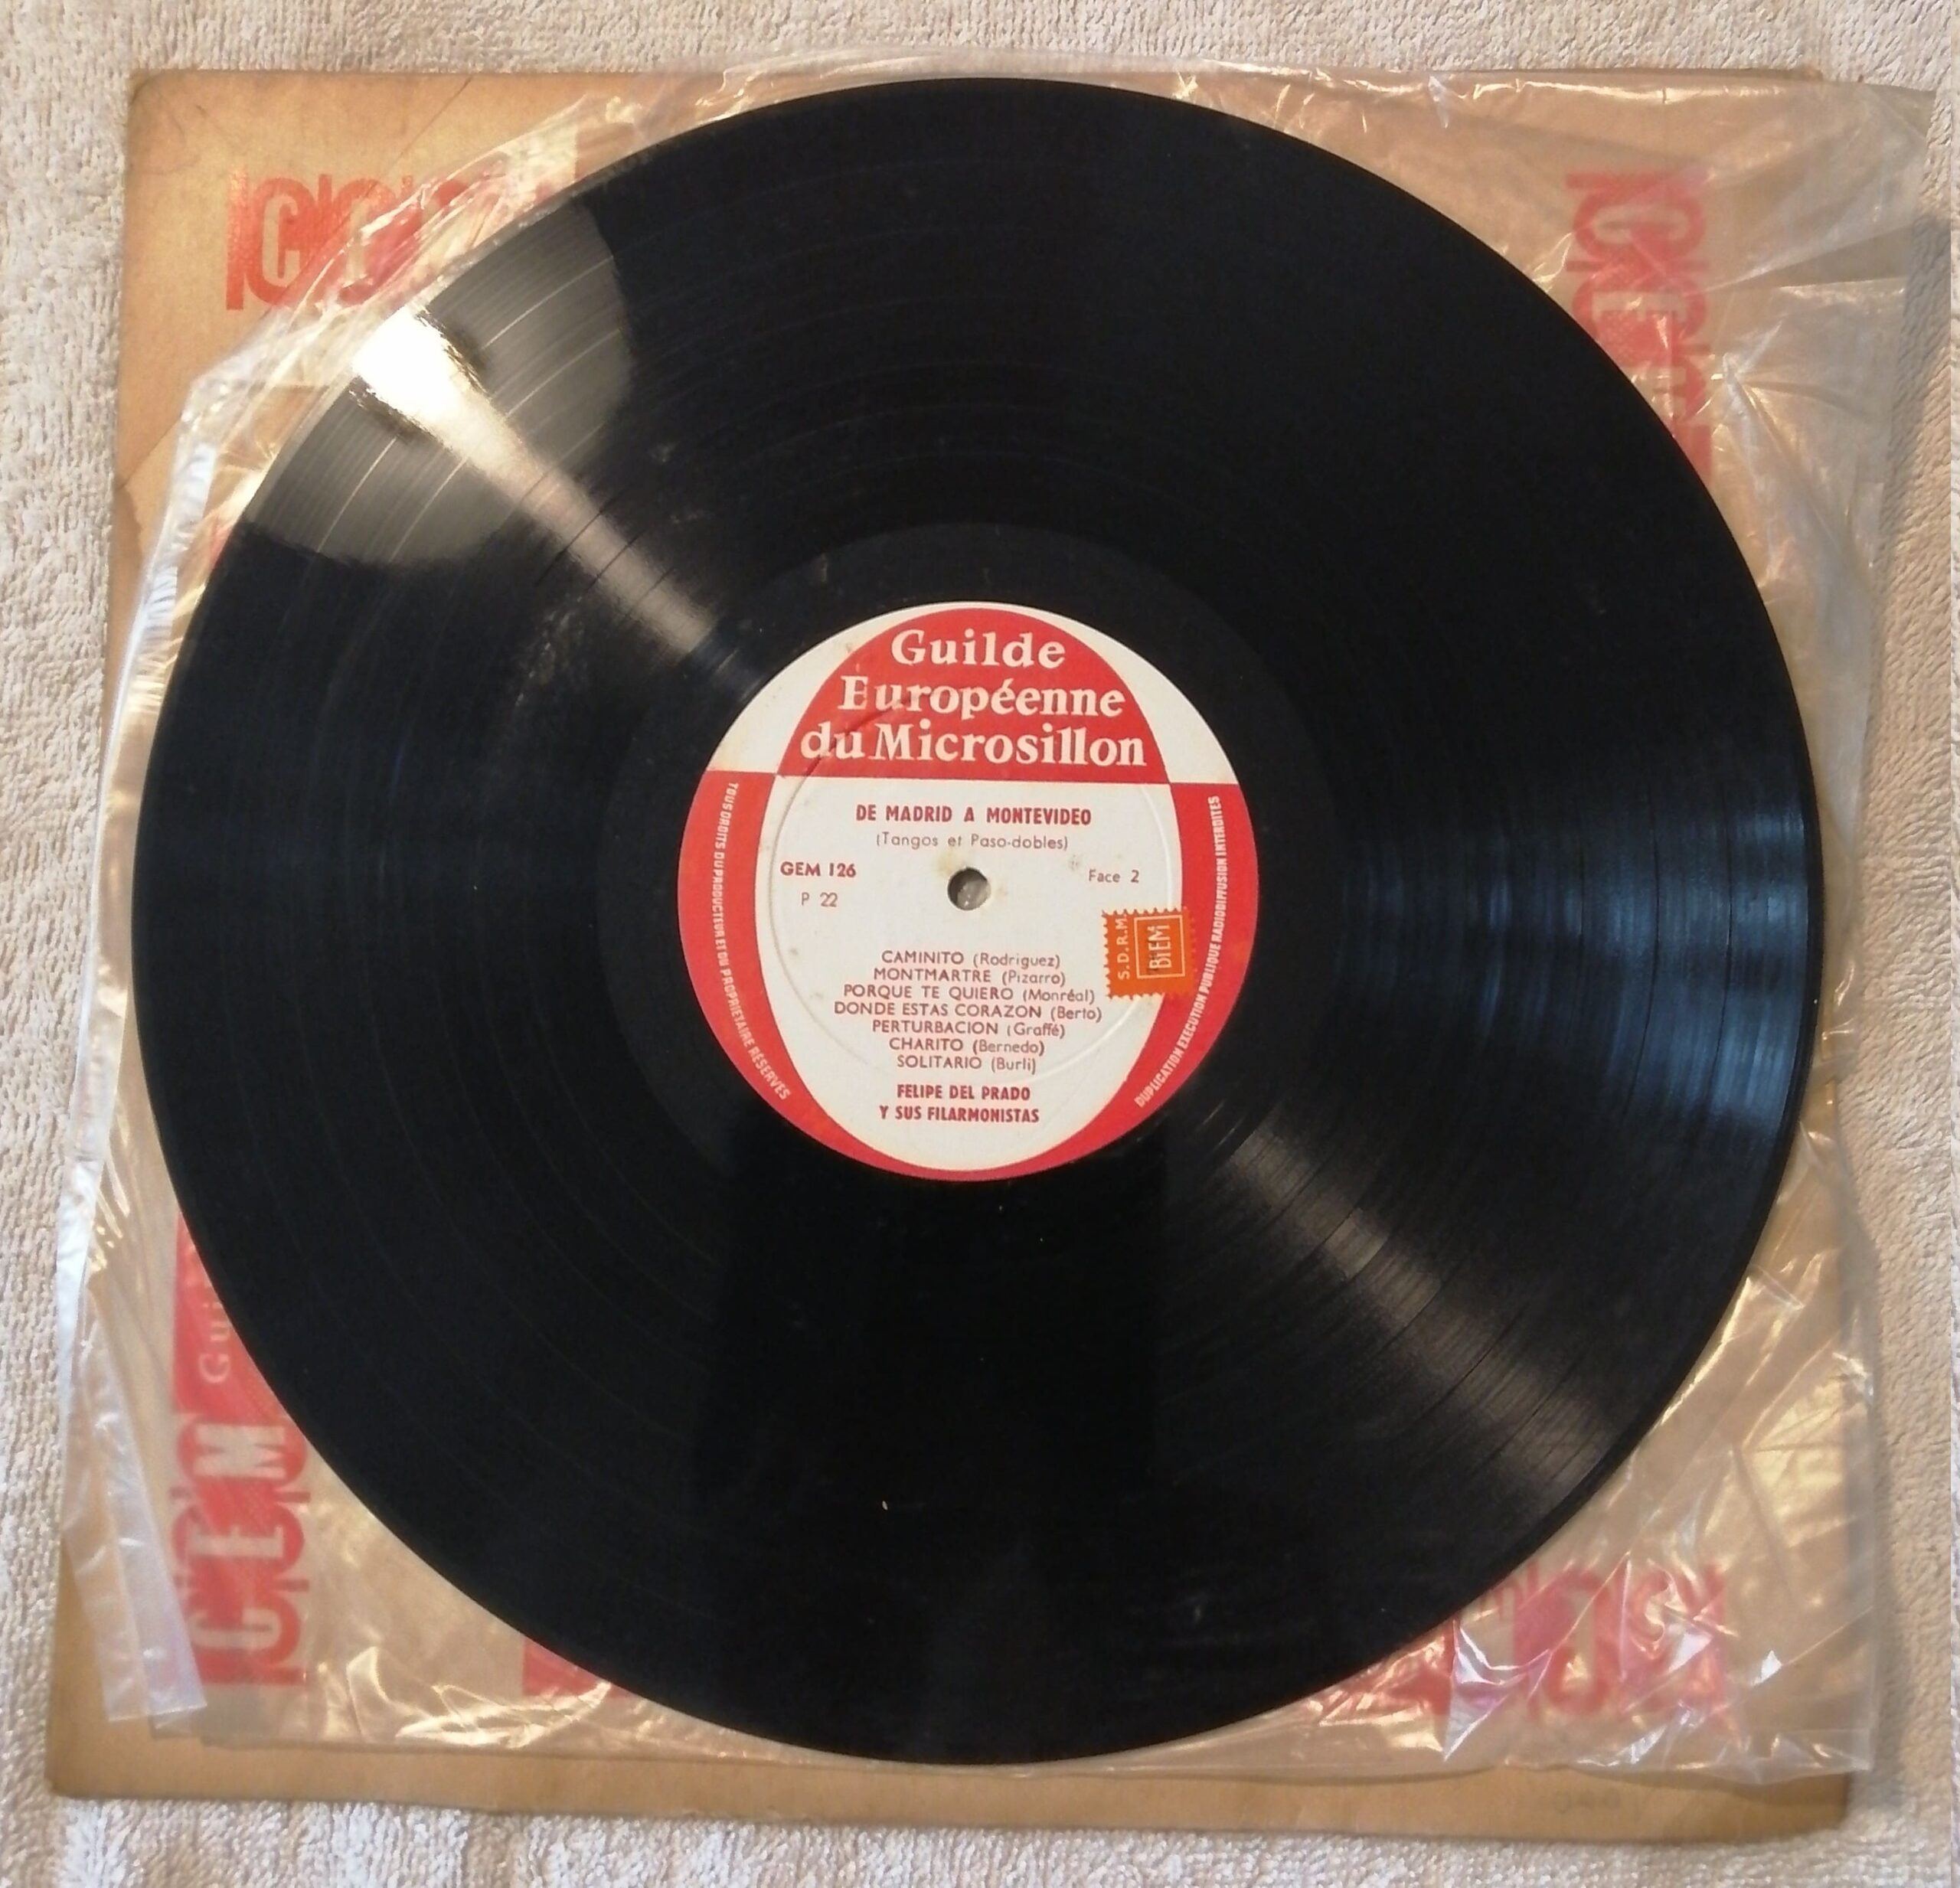 Guilde
Européenne
du Microsillon
DE MADRID A MONTEVIDEO
(Tangos et Paso-dobles)
GEM 126
Face 2
P 22
S.D.R.M.
BIEM
CAMINITO (Rodriguez)
MONTMARTRE (Pizarro)
PORQUE TE QUIERO (Monréal)
DONDE ESTAS CORAZON (Berto)
PERTURBACION (Graffé)
CHARITO (Bernedo)
SOLITARIO (Burli)
FELIPE DEL PRADO
Y SUS FILARMONISTAS
TOUS DROITS DU PRODUCTEUR ET DU PROPRIETAIRE RESERVES
DUPLICATION EXECUTION PUBLIQUE RADIODIFFUSION INTERDITES
GEM